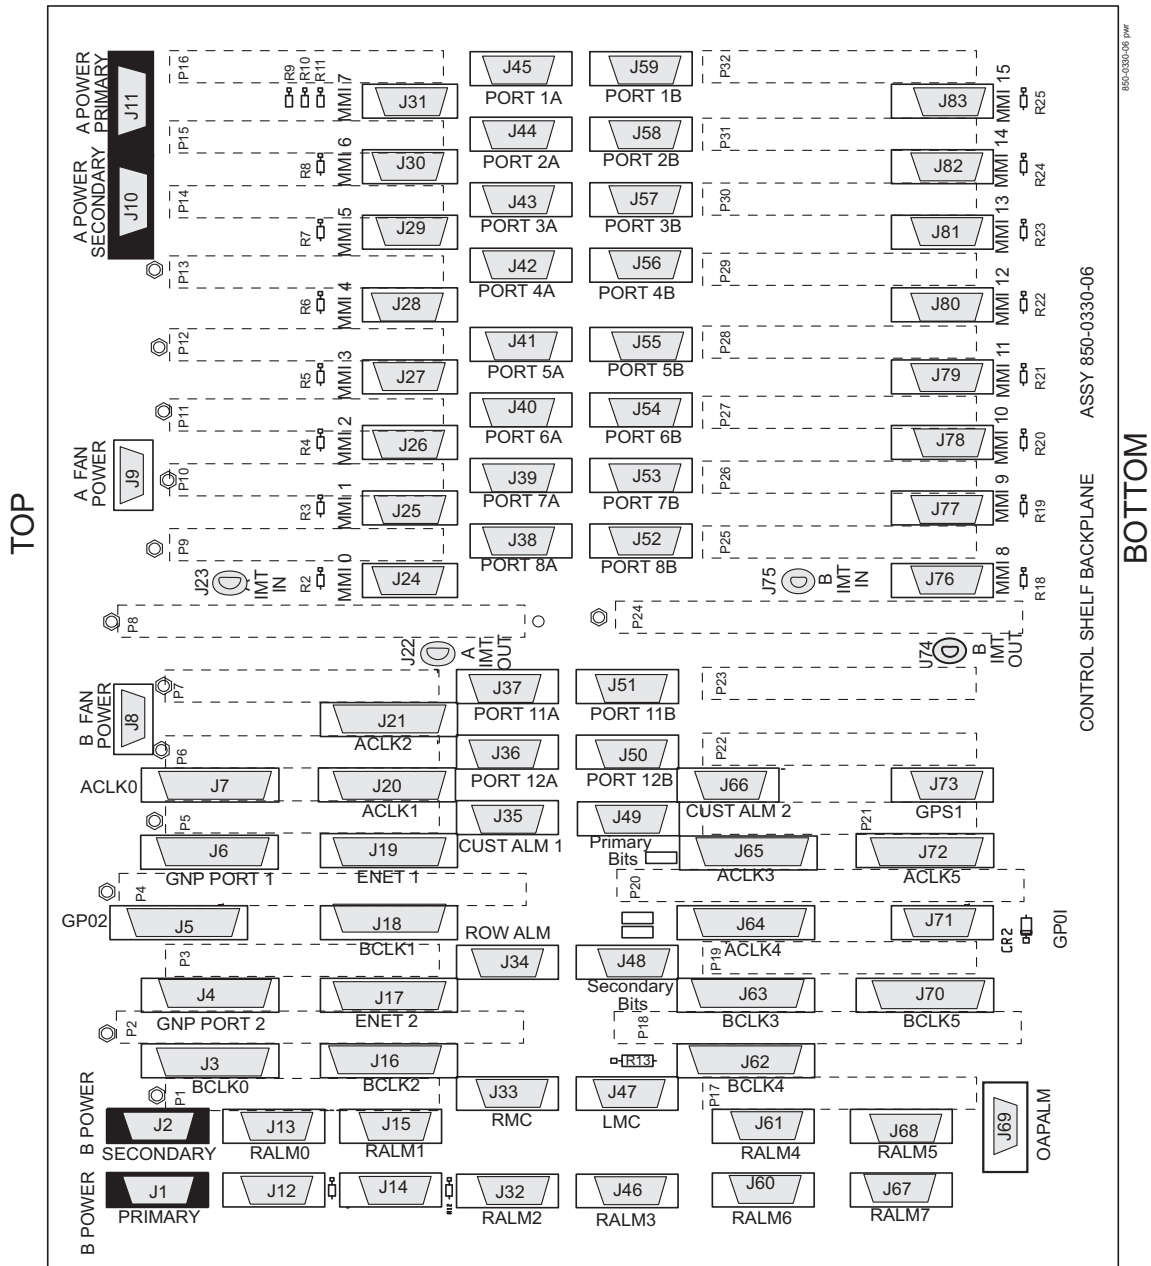 850-0330-06 pwr
TOP
BOTTOM
CONTROL SHELF BACKPLANE ASSY 850-0330-06
A POWER PRIMARY
J11
A POWER SECONDARY
J10
P16
R9
R10
R11
MMI 7
J31
J45
PORT 1A
J59
PORT 1B
P32
J83
MMI 15
R25
P15
R8
MMI 6
J30
J44
PORT 2A
J58
PORT 2B
P31
J82
MMI 14
R24
P14
R7
MMI 5
J29
J43
PORT 3A
J57
PORT 3B
P30
J81
MMI 13
R23
P13
R6
MMI 4
J28
J42
PORT 4A
J56
PORT 4B
P29
J80
MMI 12
R22
P12
R5
MMI 3
J27
J41
PORT 5A
J55
PORT 5B
P28
J79
MMI 11
R21
A FAN POWER
J9
P11
R4
MMI 2
J26
J40
PORT 6A
J54
PORT 6B
P27
J78
MMI 10
R20
P10
R3
MMI 1
J25
J39
PORT 7A
J53
PORT 7B
P26
J77
MMI 9
R19
P9
J23
IMT IN
R2
MMI 0
J24
J38
PORT 8A
J52
PORT 8B
P25
J75
B IMT IN
J76
MMI 8
R18
P8
P24
J22
A IMT OUT
J74
B IMT OUT
B FAN POWER
J8
P7
J21
ACLK2
J37
PORT 11A
J51
PORT 11B
P23
P6
ACLK0
J7
J20
ACLK1
J36
PORT 12A
J50
PORT 12B
P22
J66
CUST ALM 2
J73
GPS1
P5
J6
GNP PORT 1
J19
ENET 1
J35
CUST ALM 1
J49
Primary
Bits
J65
ACLK3
P21
J72
ACLK5
P4
GP02
J5
J18
BCLK1
ROW ALM
J34
P20
J64
ACLK4
J71
CR2
GP0I
P3
J4
GNP PORT 2
J17
ENET 2
J48
Secondary
Bits
P19
J63
BCLK3
J70
BCLK5
P2
J3
BCLK0
J16
BCLK2
R13
P18
J62
BCLK4
P1
J33
RMC
J47
LMC
P17
B POWER
J2
SECONDARY
J13
RALM0
J15
RALM1
J61
RALM4
J68
RALM5
J69
OAPALM
B POWER
J1
PRIMARY
J12
J14
R12
J32
RALM2
J46
RALM3
J60
RALM6
J67
RALM7